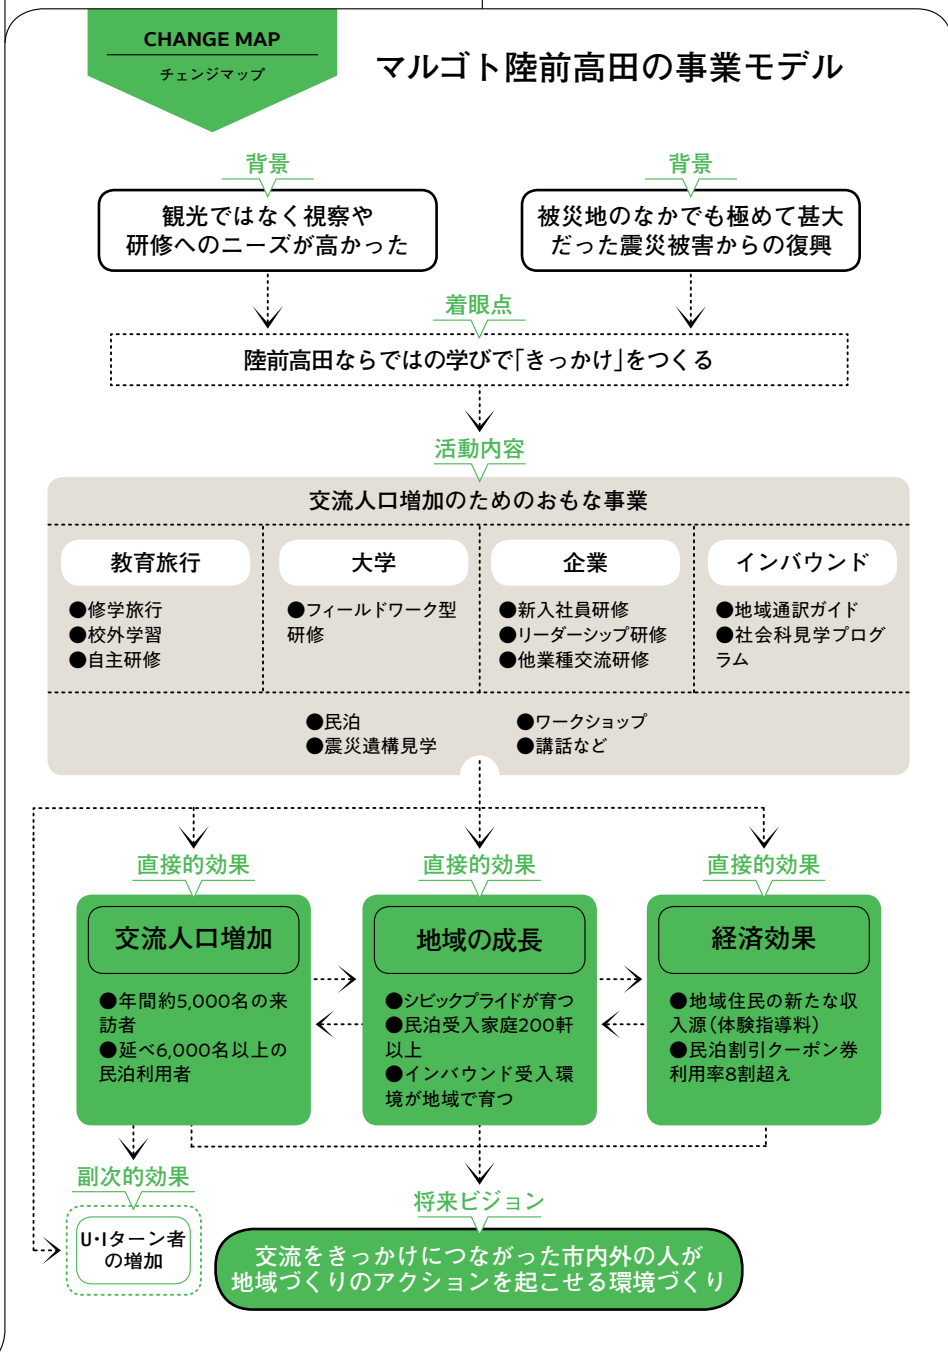 CHANGE MAP
チェンジマップ
マルゴト陸前高田の事業モデル
背景
観光ではなく視察や
研修へのニーズが高かった
背景
被災地のなかでも極めて甚大
だった震災被害からの復興
着眼点
陸前高田ならではの学びで「きっかけ」をつくる
活動内容
交流人口増加のためのおもな事業
教育旅行
●修学旅行
●校外学習
●自主研修
大学
●フィールドワーク型
研修
企業
●新入社員研修
●リーダーシップ研修
●他業種交流研修
インバウンド
●地域通訳ガイド
●社会科見学プログ
ラム
●民泊
●震災遺構見学
●ワークショップ
●講話など
直接的効果
交流人口増加
●年間約5,000名の来
訪者
●延べ6,000名以上の
民泊利用者
直接的効果
地域の成長
●シビックプライドが育つ
●民泊受入家庭200軒
以上
●インバウンド受入環
境が地域で育つ
直接的効果
経済効果
●地域住民の新たな収
入源(体験指導料)
●民泊割引クーポン券
利用率8割超え
副次的効果
U・Iターン者
の増加
将来ビジョン
交流をきっかけにつながった市内外の人が
地域づくりのアクションを起こせる環境づくり